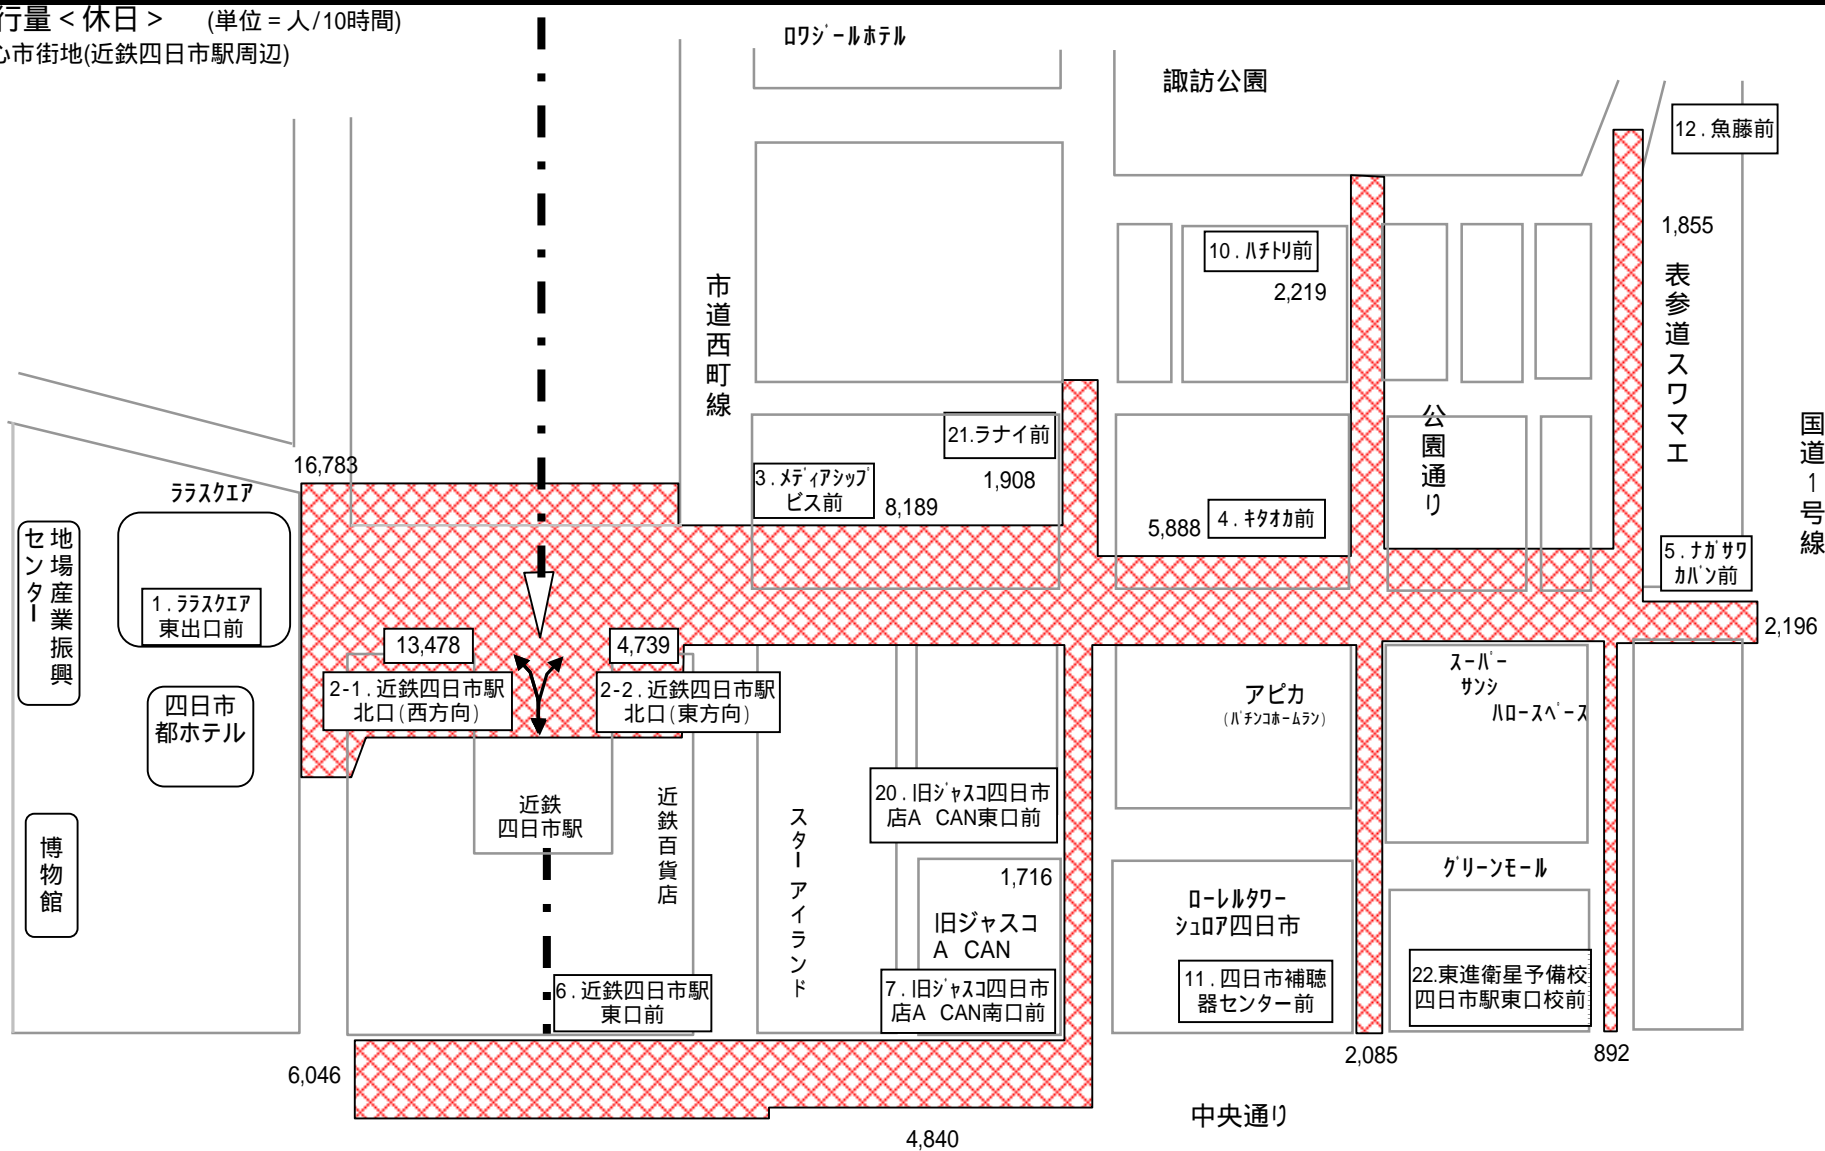 行量＜休日＞　(単位＝人/10時間)
市街地(近鉄四日市駅周辺)
ﾛﾜｼﾞｰﾙホテル
諏訪公園
12．魚藤前
1,855
表参道スワマエ
国道1号線
10．ﾊﾁﾄﾘ前
2,219
市道西町線
公園通り
21.ラナイ前
1,908
3．ﾒﾃﾞｨｱｼｯﾌﾟ
ビス前
8,189
5,888
4．ｷﾀｵｶ前
5．ﾅｶﾞｻﾜ
ｶﾊﾞﾝ前
2,196
16,783
ﾗﾗｽｸｴｱ
地場産業振興
センター
1．ﾗﾗｽｸｴｱ
東出口前
13,478
4,739
2-1．近鉄四日市駅
北口(西方向)
2-2．近鉄四日市駅
北口(東方向)
四日市
都ホテル
博物館
近鉄
四日市駅
近鉄百貨店
スターアイランド
20．旧ｼﾞｬｽｺ四日市
店A CAN東口前
1,716
旧ジャスコ
A CAN
アピカ
(ﾊﾟﾁﾝｺﾎｰﾑﾗﾝ)
ｽｰﾊﾟｰ
ｻﾝｼ
ﾊﾛｰｽﾍﾟｰｽ
ｸﾞﾘｰﾝモール
ﾛｰﾚﾙﾀﾜｰ
ｼｭﾛｱ四日市
6．近鉄四日市駅
東口前
7．旧ｼﾞｬｽｺ四日市
店A CAN南口前
11．四日市補聴
器センター前
22.東進衛星予備校
四日市駅東口校前
6,046
4,840
2,085
892
中央通り